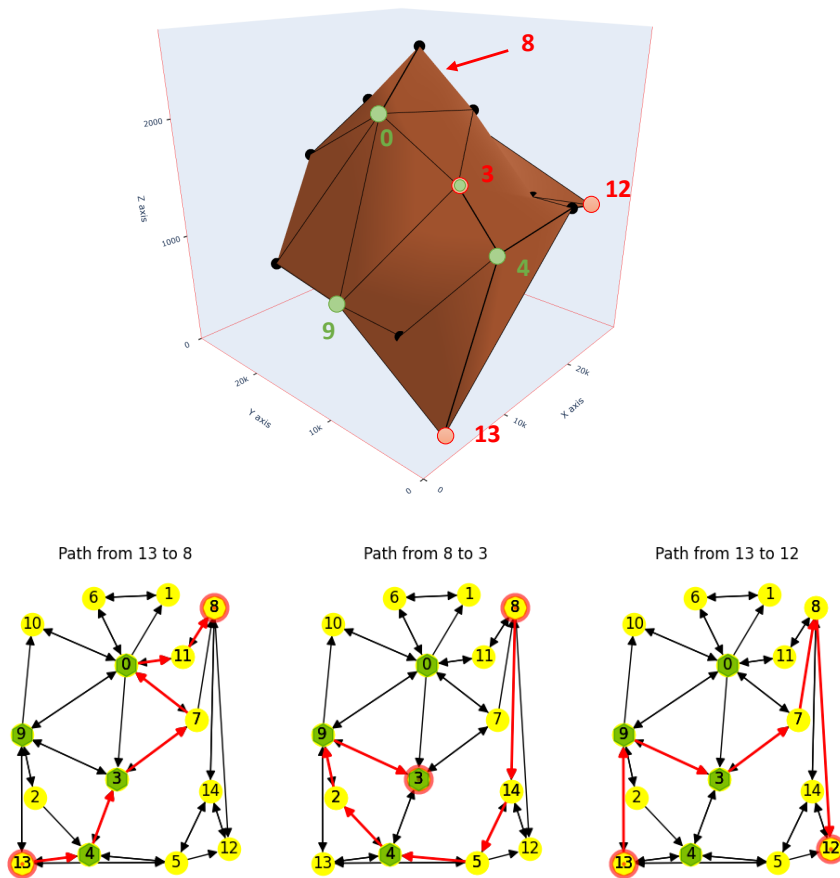 8
2000
0
3
12
Z axis
1000
4
9
0
20k
20k
Y axis
X axis
10k
10k
13
0
0
Path from 13 to 8
Path from 8 to 3
Path from 13 to 12
6 1 8
10 11
0
7
9
3
2 14
13 4 5 12
6 1 8
10 11
0
7
9
3
2 14
13 4 5 12
6 1 8
10 11
0
7
9
3
2 14
13 4 5 12